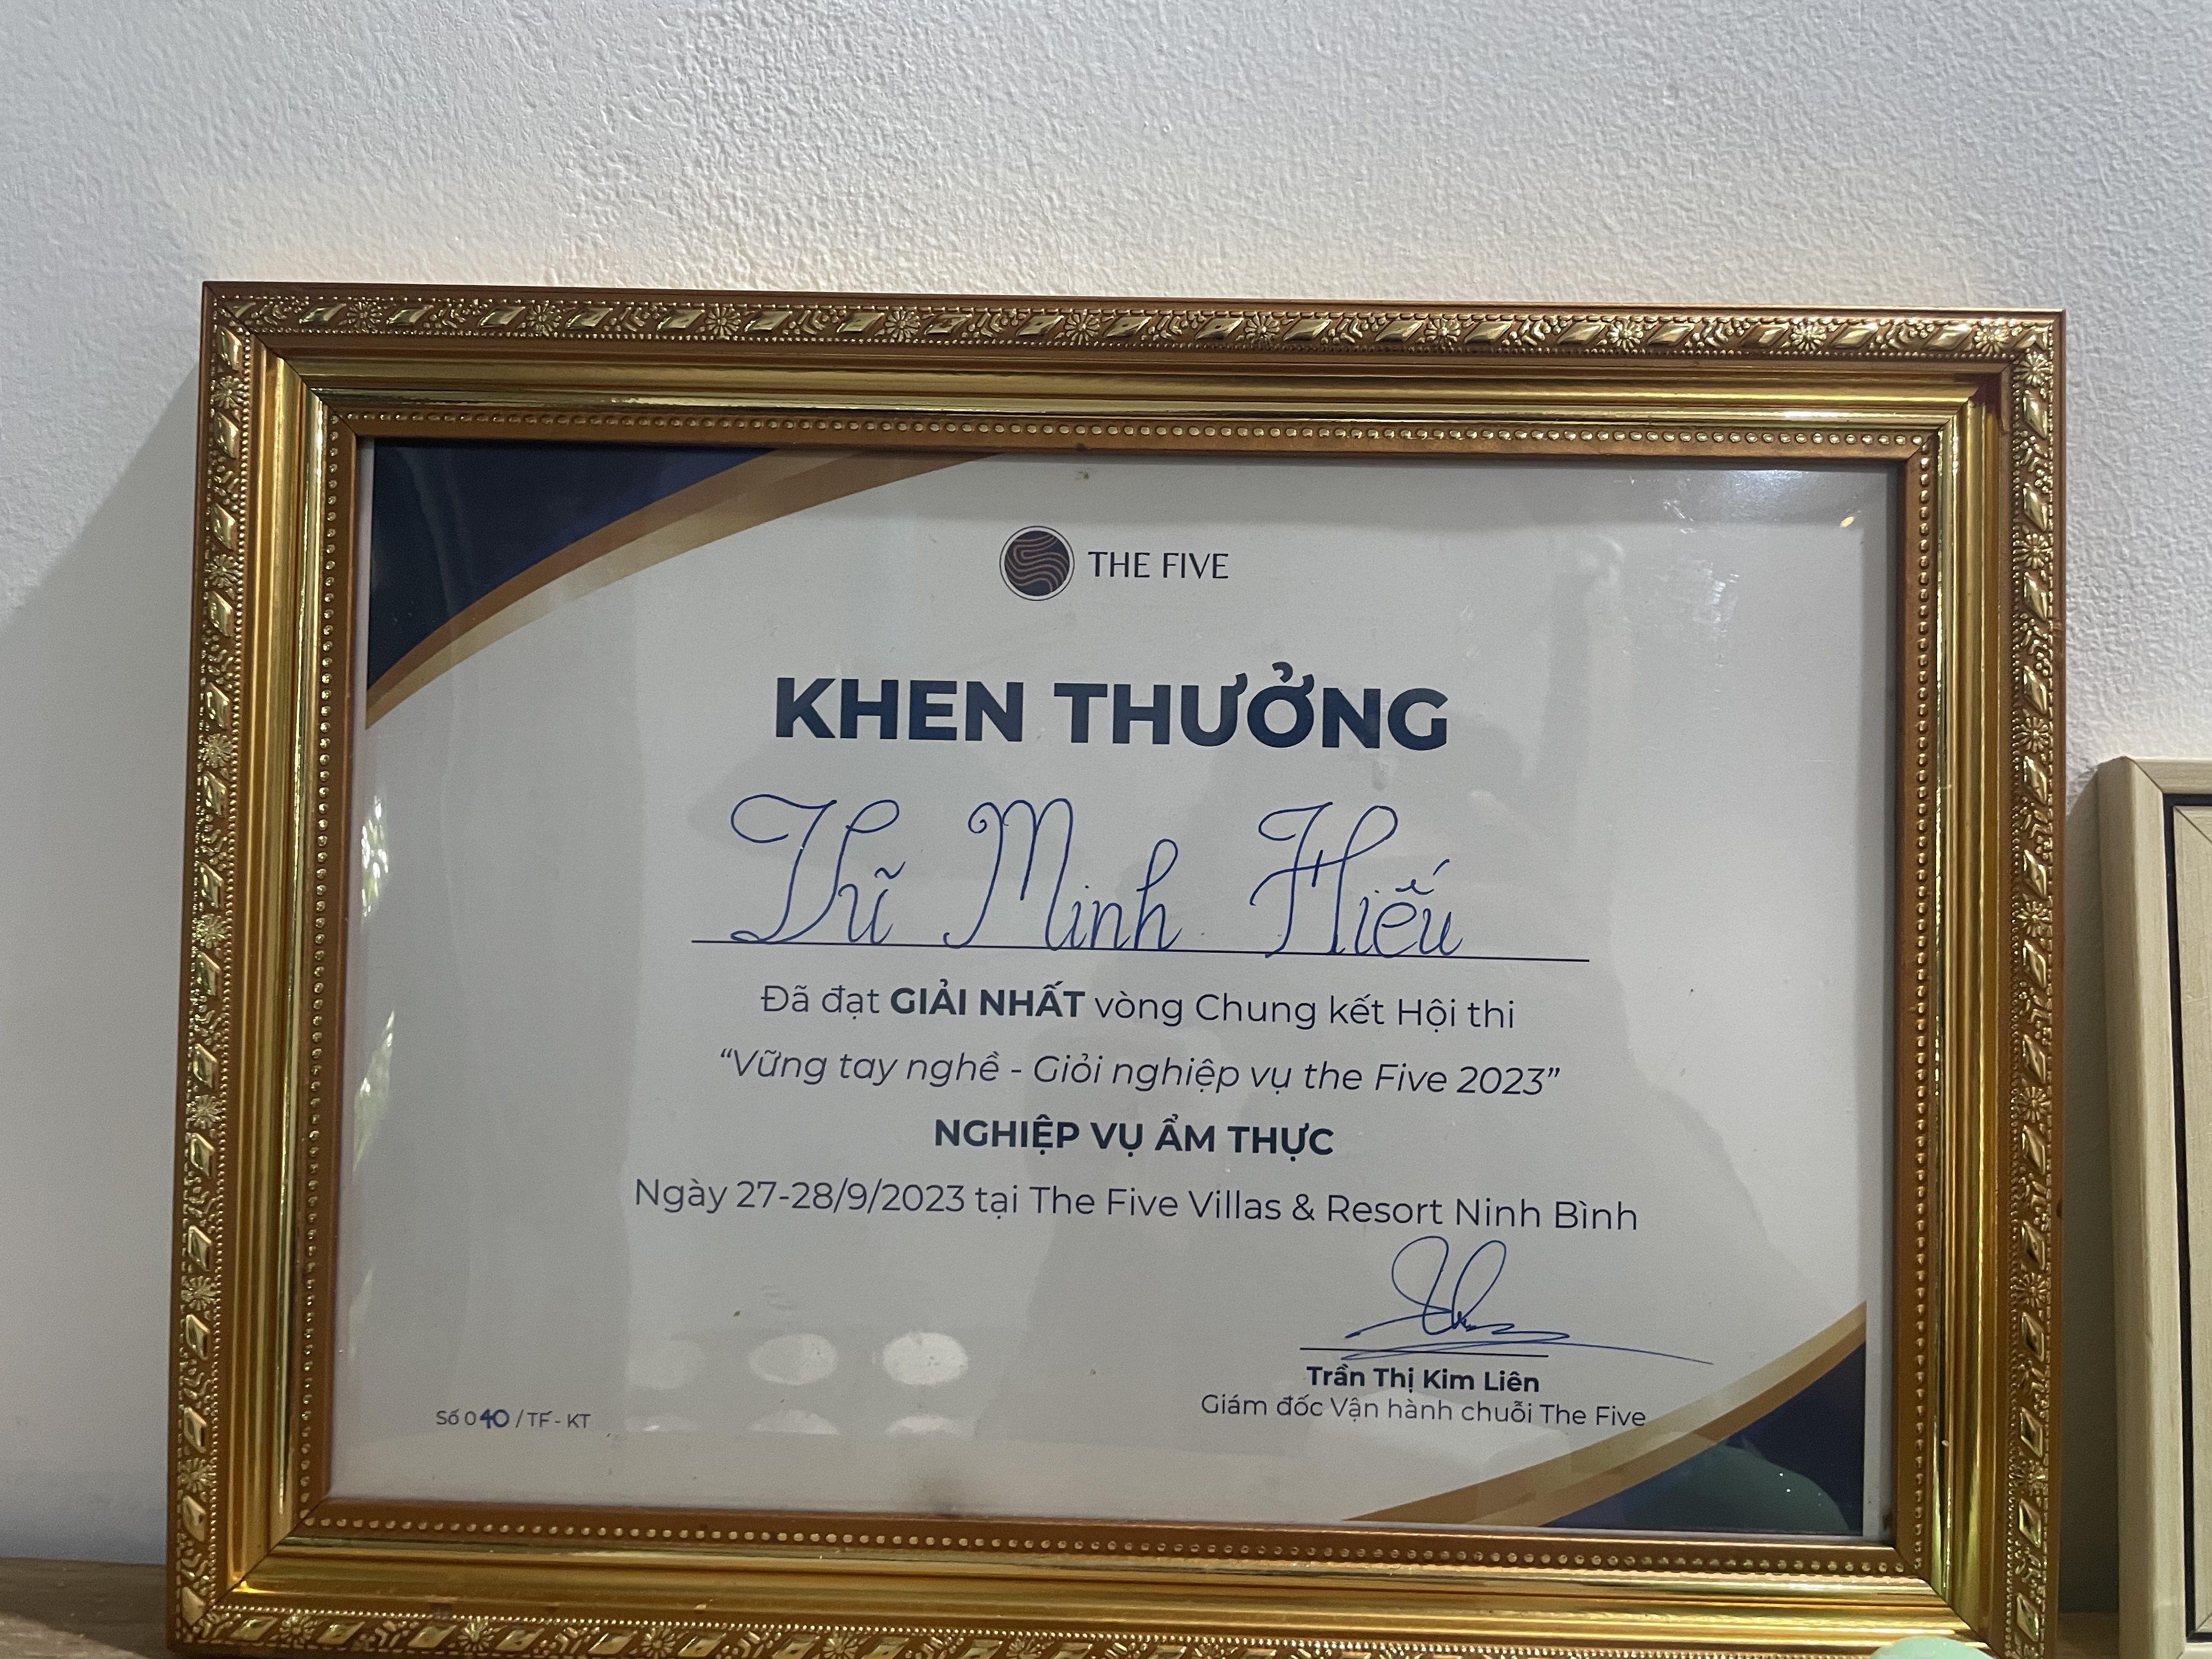 THE FIVE
KHEN THƯỞNG
Vũ Minh Hiếu
Đã đạt GIẢI NHẤT vòng Chung kết Hội thi
“Vững tay nghề - Giỏi nghiệp vụ the Five 2023”
NGHIỆP VỤ ẨM THỰC
Ngày 27-28/9/2023 tại The Five Villas & Resort Ninh Bình
Trần Thị Kim Liên
Giám đốc Vận hành chuỗi The Five
Số 040 / TF - KT